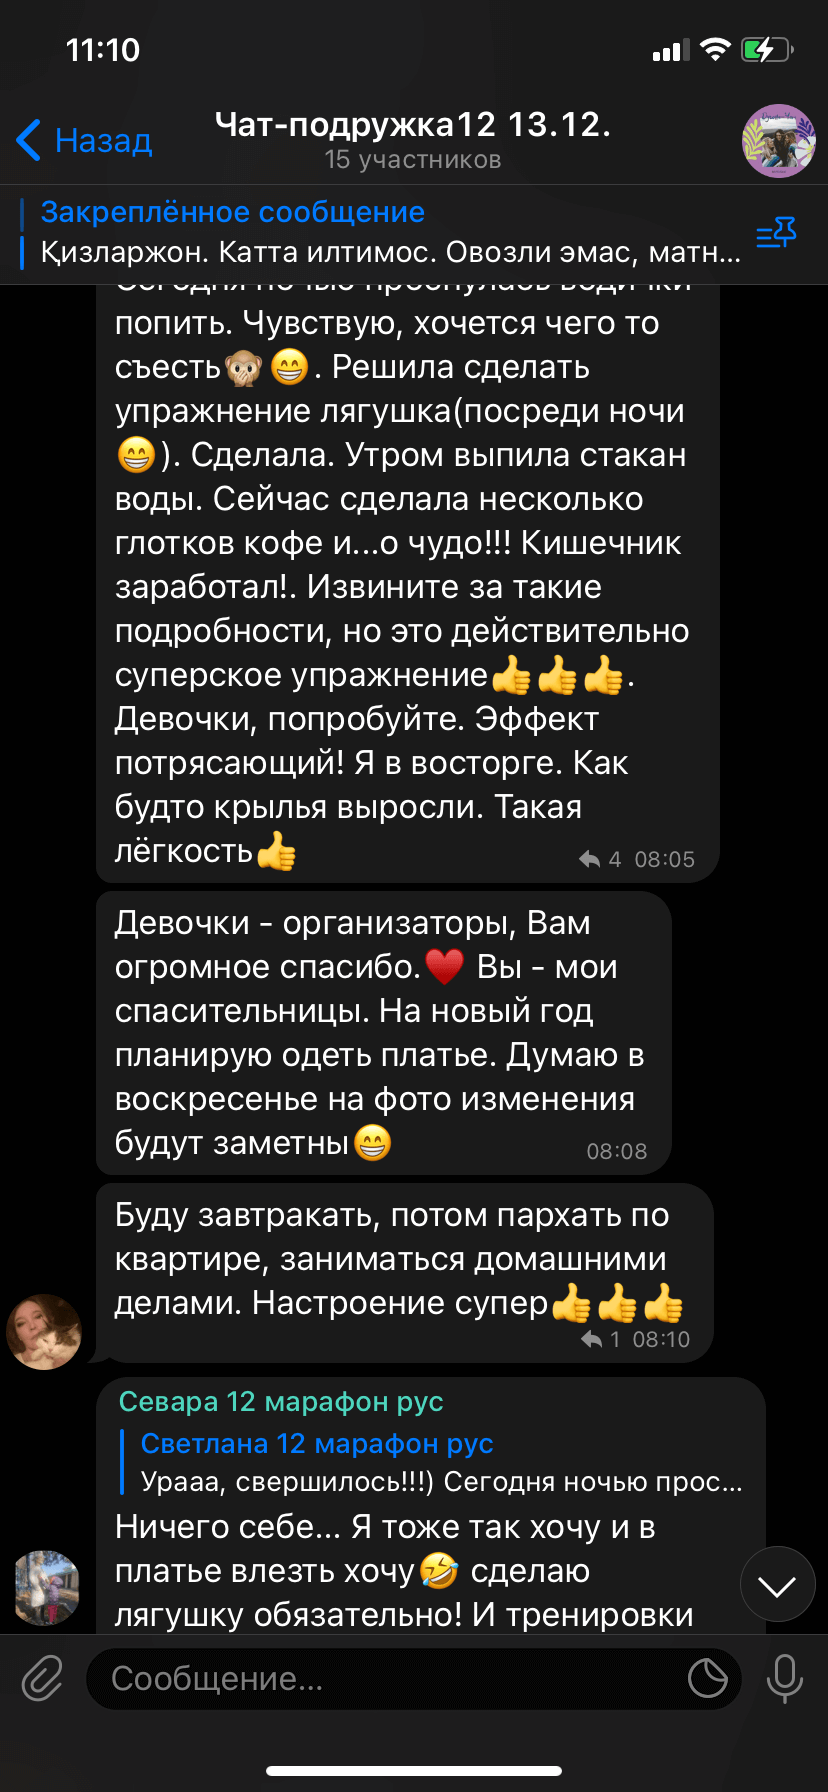 11:10
Назад
Чат-подружка12 13.12.
15 участников
Закреплённое сообщение
Қизларжон. Катта илтимос. Овозли эмас, матн...
Сегодня ночью проснулась водички
попить. Чувствую, хочется чего то
съесть🙊😁. Решила сделать
упражнение лягушка(посреди ночи
😁). Сделала. Утром выпила стакан
воды. Сейчас сделала несколько
глотков кофе и...о чудо!!! Кишечник
заработал!. Извините за такие
подробности, но это действительно
суперское упражнение👍👍👍.
Девочки, попробуйте. Эффект
потрясающий! Я в восторге. Как
будто крылья выросли. Такая
лёгкость👍
4 08:05
Девочки - организаторы, Вам
огромное спасибо.♥️ Вы - мои
спасительницы. На новый год
планирую одеть платье. Думаю в
воскресенье на фото изменения
будут заметны😁
08:08
Буду завтракать, потом пархать по
квартире, заниматься домашними
делами. Настроение супер👍👍👍
1 08:10
Севара 12 марафон рус
Светлана 12 марафон рус
Урааа, свершилось!!!) Сегодня ночью прос...
Ничего себе... Я тоже так хочу и в
платье влезть хочу🤣 сделаю
лягушку обязательно! И тренировки
Сообщение...